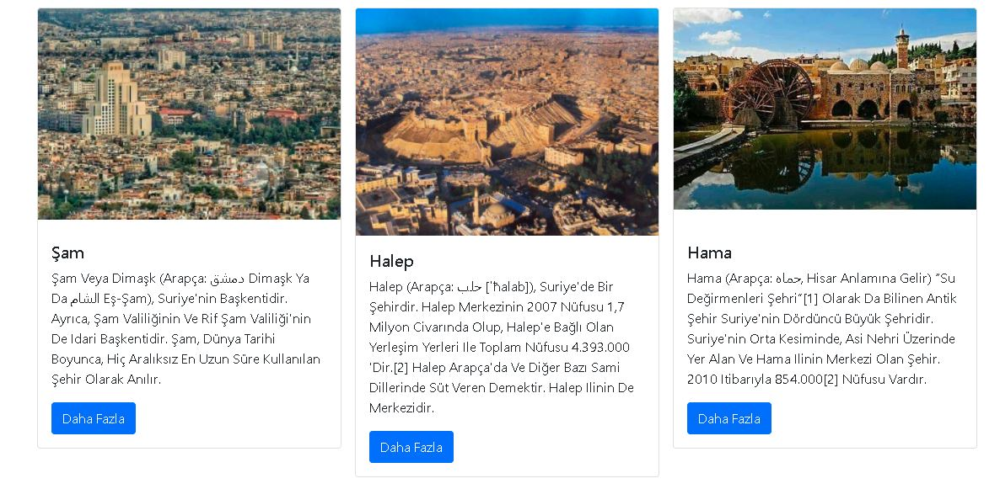 Şam
Şam Veya Dimaşk (Arapça: دمشق Dimaşk Ya
Da الشام Eş-Şam), Suriye'nin Başkentidir.
Ayrıca, Şam Valiliğinin Ve Rif Şam Valiliği'nin
De Idari Başkentidir. Şam, Dünya Tarihi
Boyunca, Hiç Aralıksız En Uzun Süre Kullanılan
Şehir Olarak Anılır.
Daha Fazla
Halep
Halep (Arapça: حلب ['ħalab]), Suriye'de Bir
Şehirdir. Halep Merkezinin 2007 Nüfusu 1,7
Milyon Civarında Olup, Halep'e Bağlı Olan
Yerleşim Yerleri Ile Toplam Nüfusu 4.393.000
'Dir.[2] Halep Arapça'da Ve Diğer Bazı Sami
Dillerinde Süt Veren Demektir. Halep Ilinin De
Merkezidir.
Daha Fazla
Hama
Hama (Arapça: حماه, Hisar Anlamına Gelir) “Su
Değirmenleri Şehri”[1] Olarak Da Bilinen Antik
Şehir Suriye'nin Dördüncü Büyük Şehridir.
Suriye'nin Orta Kesiminde, Asi Nehri Üzerinde
Yer Alan Ve Hama Ilinin Merkezi Olan Şehir.
2010 Itibarıyla 854.000[2] Nüfusu Vardır.
Daha Fazla